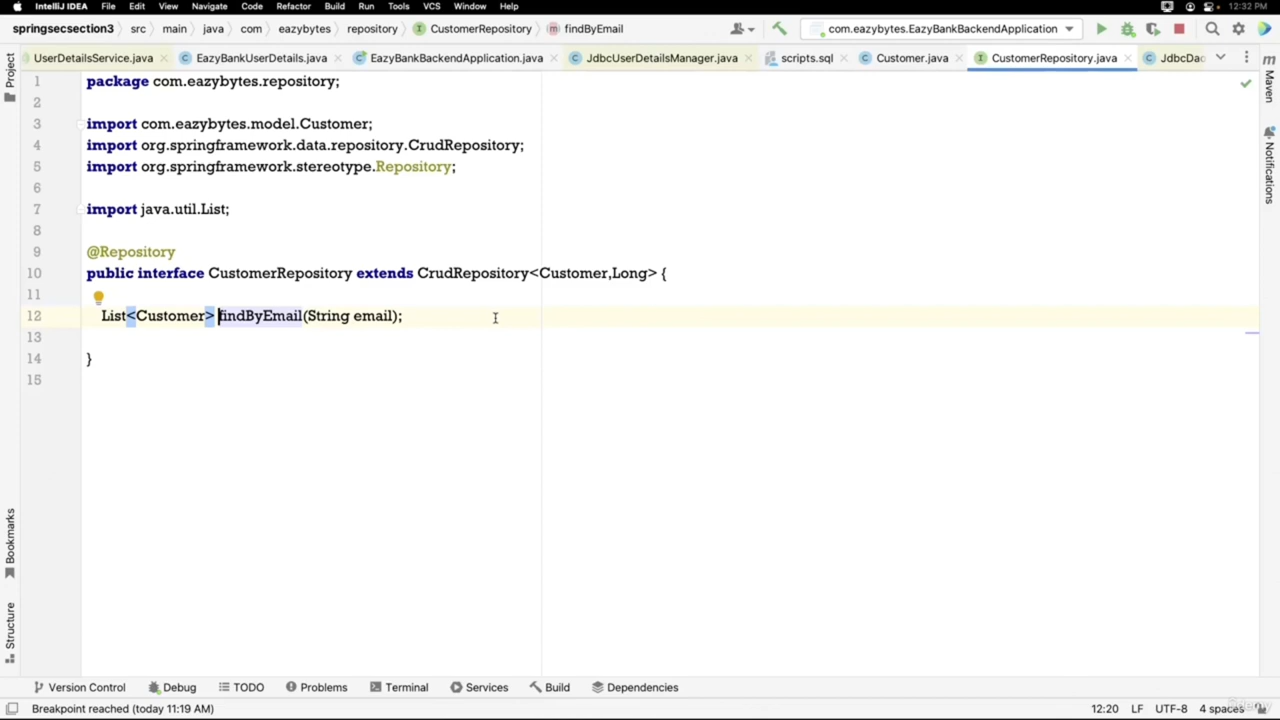 IntelliJ IDEA File Edit View Navigate Code Refactor Build Run Tools VCS Window Help 12:32 PM
springsecsection3 src main java com eazybytes repository CustomerRepository findByEmail com.eazybytes.EazyBankBackendApplication
UserDetailsService.java EazyBankUserDetails.java EazyBankBackendApplication.java JdbcUserDetailsManager.java scripts.sql Customer.java CustomerRepository.java JdbcDao
Project
Maven
Notifications
Bookmarks
Structure
1 package com.eazybytes.repository;
2
3 import com.eazybytes.model.Customer;
4 import org.springframework.data.repository.CrudRepository;
5 import org.springframework.stereotype.Repository;
6
7 import java.util.List;
8
9 @Repository
10 public interface CustomerRepository extends CrudRepository<Customer,Long> {
11
12 List<Customer> findByEmail(String email);
13
14 }
15
Version Control Debug TODO Problems Terminal Services Build Dependencies
Breakpoint reached (today 11:19 AM) 12:20 LF UTF-8 4 spaces
Udemy